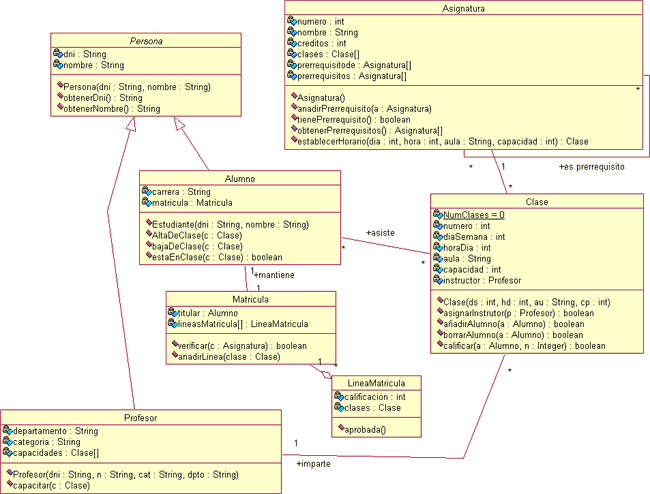 Persona
dni : String
nombre : String
Persona(dni : String, nombre : String)
obtenerDni() : String
obtenerNombre() : String
Asignatura
numero : int
nombre : String
creditos : int
clases : Clase[]
prerrequisitode : Asignatura[]
prerrequisitos : Asignatura[]
Asignatura()
anadirPrerrequisito(a : Asignatura)
tienePrerrequisito() : boolean
obtenerPrerrequisitos() : Asignatura[]
establecerHorario(dia : int, hora : int, aula : String, capacidad : int) : Clase
*
*
+es prerrequisito
1
*
Alumno
carrera : String
matricula : Matricula
Estudiante(dni : String, nombre : String)
AltaDeClase(c : Clase)
bajaDeClase(c : Clase)
estaEnClase(c : Clase) : boolean
+asiste
*
*
Clase
NumClases = 0
numero : int
diaSemana : int
horaDia : int
aula : String
capacidad : int
instructor : Profesor
Clase(ds : int, hd : int, au : String, cp : int)
asignarInstrutor(p : Profesor) : boolean
añadirAlumno(a : Alumno) : boolean
borrarAlumno(a : Alumno) : boolean
calificar(a : Alumno, n : Integer) : boolean
1
+mantiene
1
Matricula
titular : Alumno
lineasMatricula[] : LineaMatricula
verificar(c : Asignatura) : boolean
anadirLinea(clase : Clase)
1
*
LineaMatricula
calificacion : int
clases : Clase
aprobada()
*
Profesor
departamento : String
categoria : String
capacidades : Clase[]
Profesor(dni : String, n : String, cat : String, dpto : String)
capacitar(c : Clase)
1
+imparte